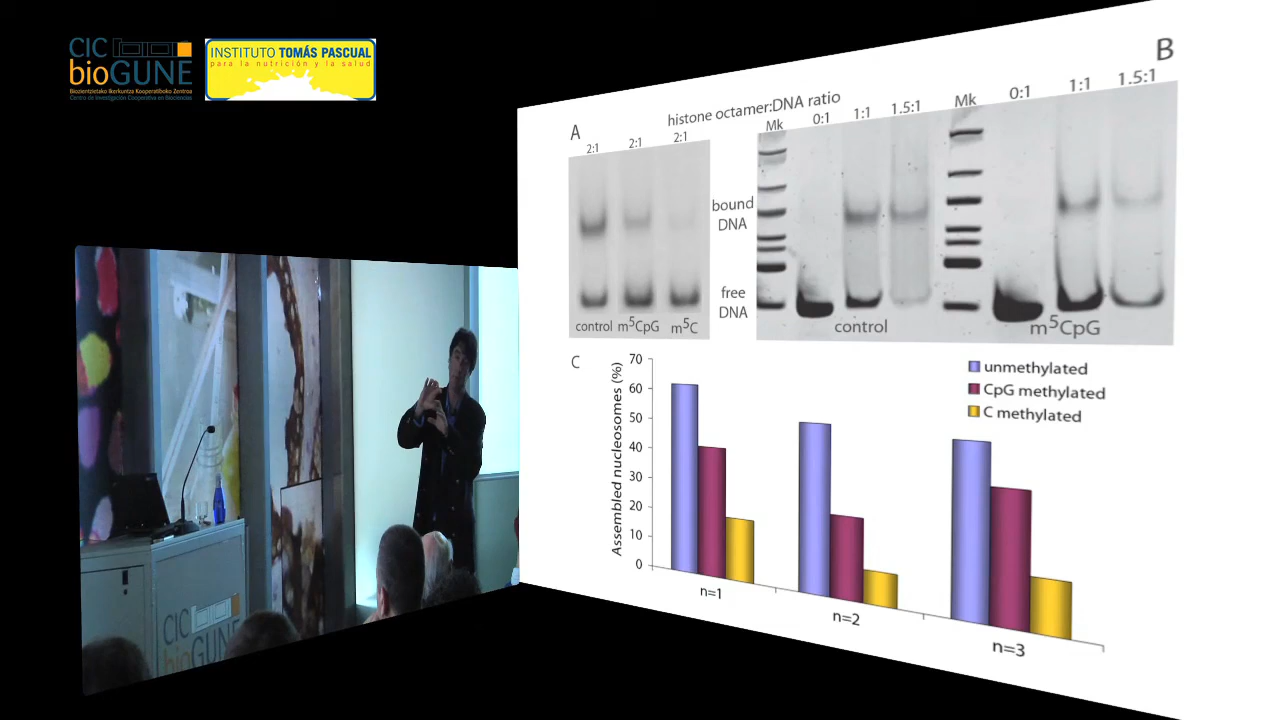 CIC
bioGUNE
Biozientzietako Ikerkuntza Kooperatiboko Zentroa
Centro de Investigación Cooperativa en Biociencias
INSTITUTO TOMÁS PASCUAL
para la nutrición y la salud
A
histone octamer:DNA ratio
B
2:1
2:1
2:1
Mk
0:1
1:1
1.5:1
Mk
0:1
1:1
1.5:1
bound
DNA
free
DNA
control
m5CpG
m5C
control
m5CpG
C
Assembled nucleosomes (%)
70
60
50
40
30
20
10
0
unmethylated
CpG methylated
C methylated
n=1
n=2
n=3
CIC
bioGUNE